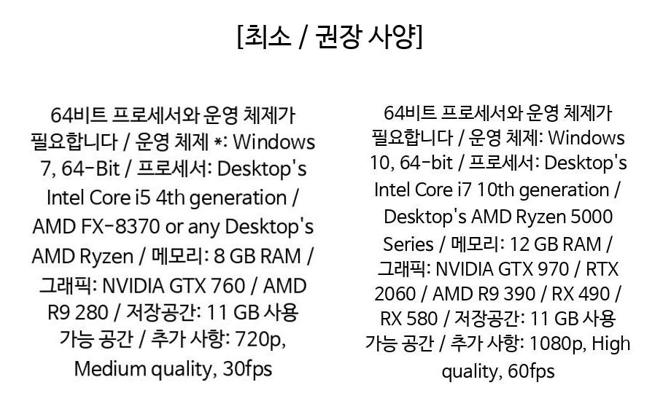 [최소 / 권장 사양]
64비트 프로세서와 운영 체제가
필요합니다 / 운영 체제 *: Windows
7, 64-Bit / 프로세서: Desktop's
Intel Core i5 4th generation /
AMD FX-8370 or any Desktop's
AMD Ryzen / 메모리: 8 GB RAM /
그래픽: NVIDIA GTX 760 / AMD
R9 280 / 저장공간: 11 GB 사용
가능 공간 / 추가 사항: 720p,
Medium quality, 30fps
64비트 프로세서와 운영 체제가
필요합니다 / 운영 체제: Windows
10, 64-bit / 프로세서: Desktop's
Intel Core i7 10th generation /
Desktop's AMD Ryzen 5000
Series / 메모리: 12 GB RAM /
그래픽: NVIDIA GTX 970 / RTX
2060 / AMD R9 390 / RX 490 /
RX 580 / 저장공간: 11 GB 사용
가능 공간 / 추가 사항: 1080p, High
quality, 60fps